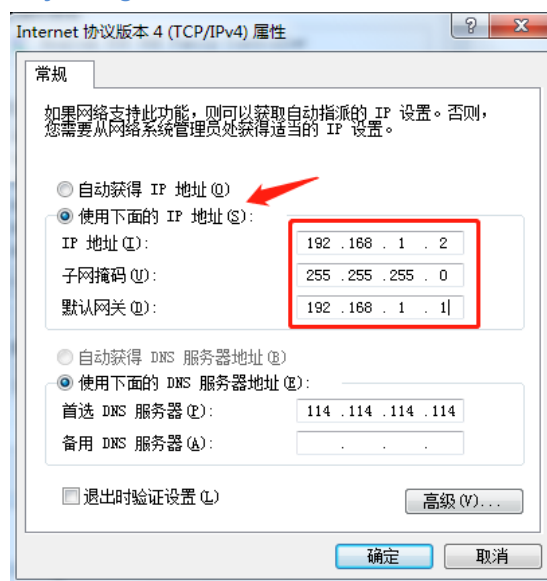 Internet 协议版本 4 (TCP/IPv4) 属性
常规
如果网络支持此功能，则可以获取自动指派的 IP 设置。否则，
您需要从网络系统管理员处获得适当的 IP 设置。
自动获得 IP 地址(O)
使用下面的 IP 地址(S):
IP 地址(I): 192 .168 . 1 . 2
子网掩码(U): 255 .255 .255 . 0
默认网关(D): 192 .168 . 1 . 1
自动获得 DNS 服务器地址(B)
使用下面的 DNS 服务器地址(E):
首选 DNS 服务器(P): 114 .114 .114 .114
备用 DNS 服务器(A): . . .
退出时验证设置(L)
高级(V)...
确定 取消